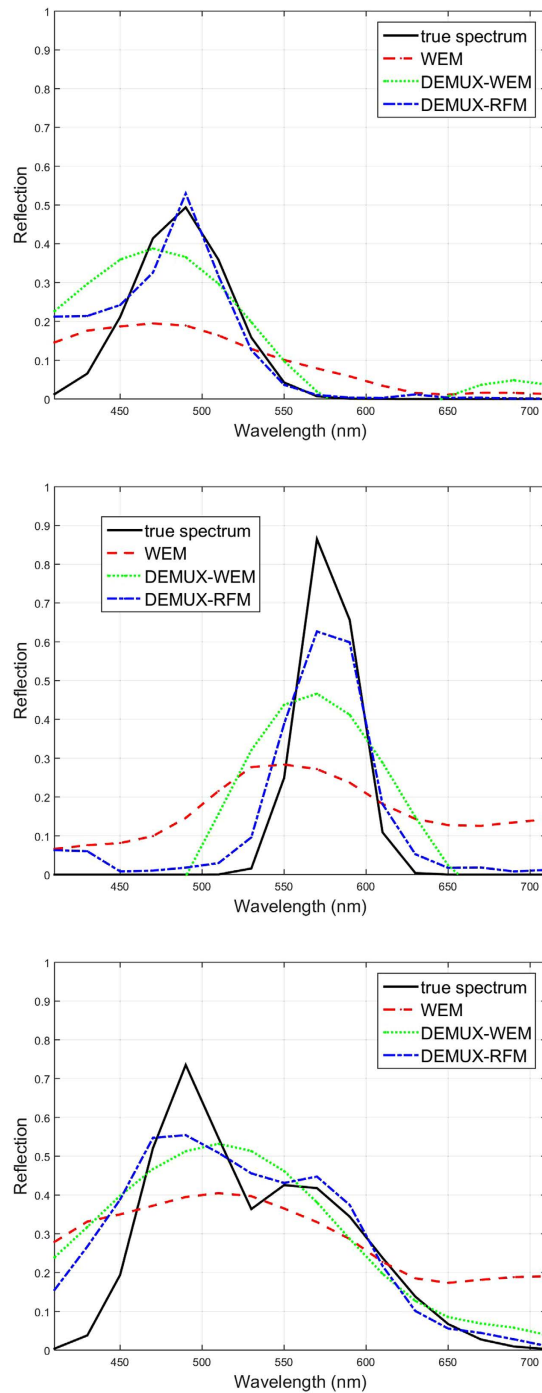 1
0.9
0.8
0.7
0.6
0.5
0.4
0.3
0.2
0.1
0
Reflection
true spectrum
WEM
DEMUX-WEM
DEMUX-RFM
450 500 550 600 650 700
Wavelength (nm)
1
0.9
0.8
0.7
0.6
0.5
0.4
0.3
0.2
0.1
0
Reflection
true spectrum
WEM
DEMUX-WEM
DEMUX-RFM
450 500 550 600 650 700
Wavelength (nm)
1
0.9
0.8
0.7
0.6
0.5
0.4
0.3
0.2
0.1
0
Reflection
true spectrum
WEM
DEMUX-WEM
DEMUX-RFM
450 500 550 600 650 700
Wavelength (nm)